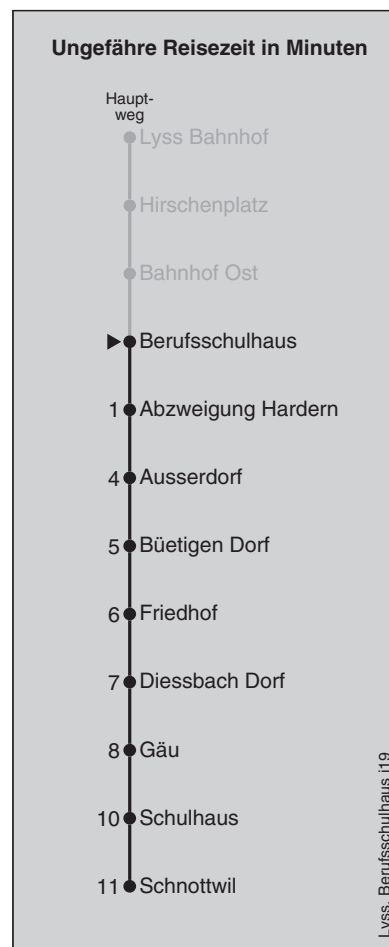 Ungefähre Reisezeit in Minuten
Haupt-
weg
Lyss Bahnhof
Hirschenplatz
Bahnhof Ost
Berufsschulhaus
1 Abzweigung Hardern
4 Ausserdorf
5 Büetigen Dorf
6 Friedhof
7 Diessbach Dorf
8 Gäu
10 Schulhaus
11 Schnottwil
Lyss, Berufsschulhaus j19